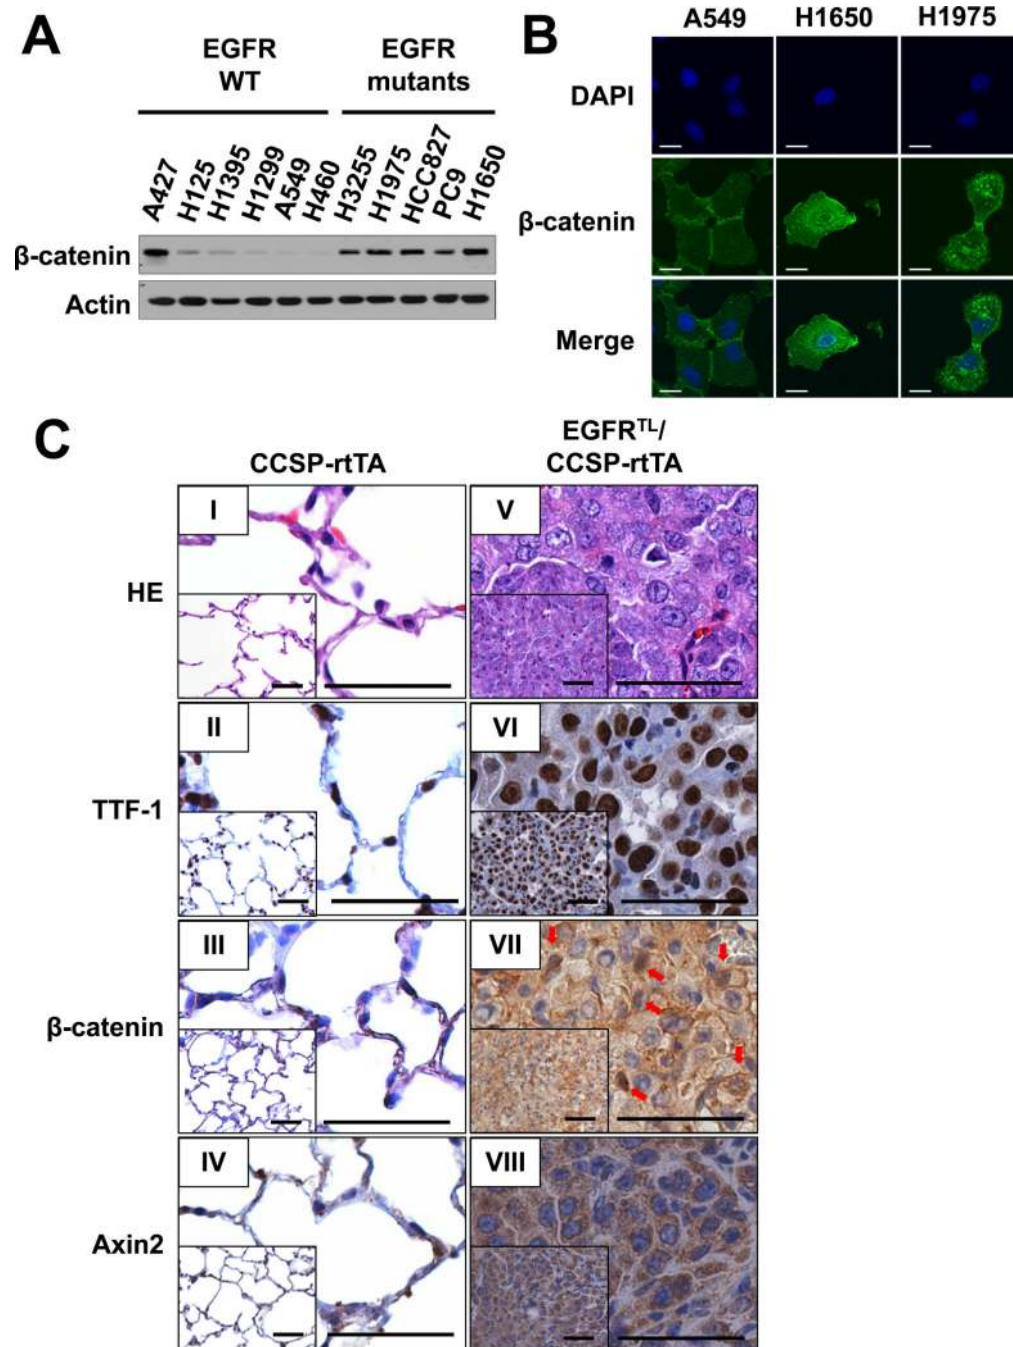 A
EGFR
WT
EGFR
mutants
A427
H125
H1395
H1299
A549
H460
H3255
H1975
HCC827
PC9
H1650
β-catenin
Actin
B
A549 H1650 H1975
DAPI
β-catenin
Merge
C
CCSP-rtTA
EGFRᵀᴸ/
CCSP-rtTA
HE
I V
TTF-1
II VI
β-catenin
III VII
Axin2
IV VIII